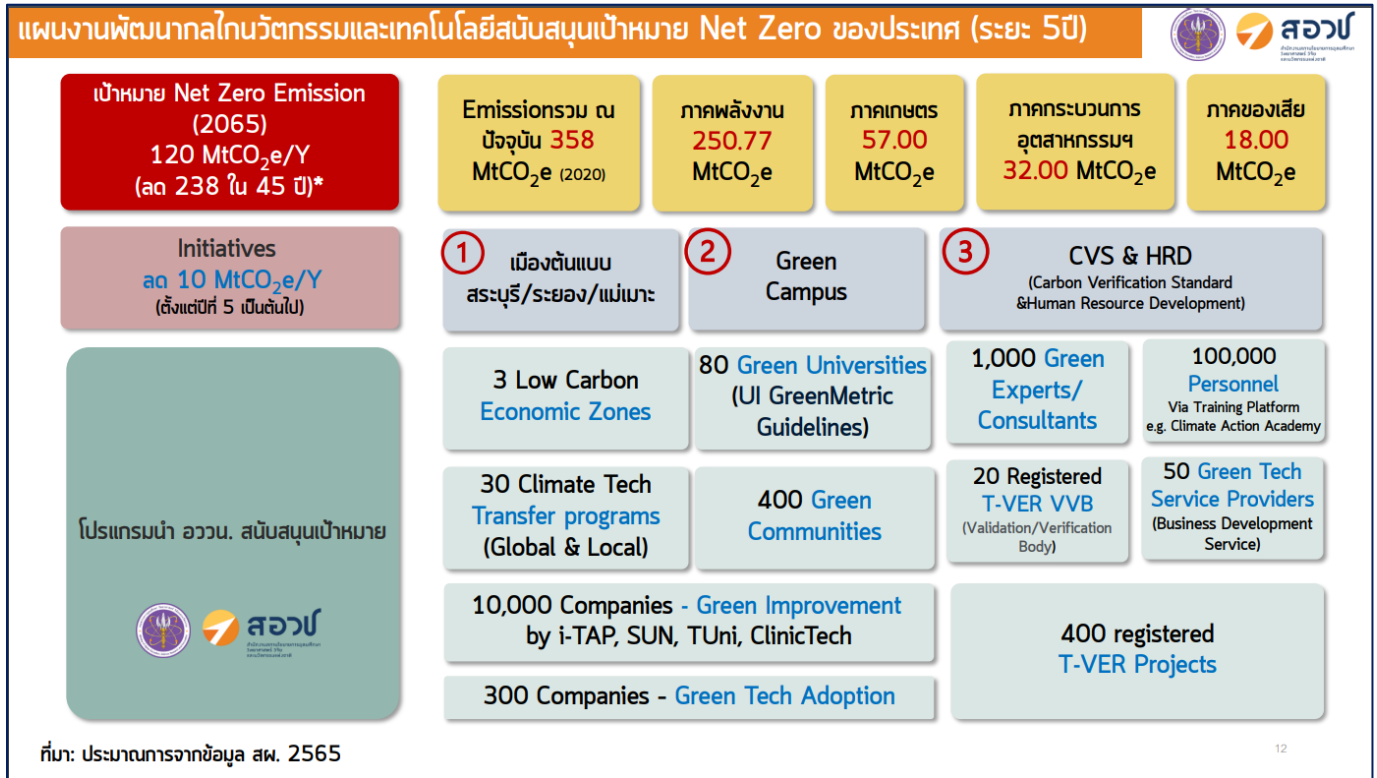 แผนงานพัฒนากลไกนวัตกรรมและเทคโนโลยีสนับสนุนเป้าหมาย Net Zero ของประเทศ (ระยะ 5ปี)
สอวช
เป้าหมาย Net Zero Emission
(2065)
120 MtCO₂e/Y
(ลด 238 ใน 45 ปี)*
Emissionรวม ณ
ปัจจุบัน 358
MtCO₂e (2020)
ภาคพลังงาน
250.77
MtCO₂e
ภาคเกษตร
57.00
MtCO₂e
ภาคกระบวนการ
อุตสาหกรรมฯ
32.00 MtCO₂e
ภาคของเสีย
18.00
MtCO₂e
Initiatives
ลด 10 MtCO₂e/Y
(ตั้งแต่ปีที่ 5 เป็นต้นไป)
1
เมืองต้นแบบ
สระบุรี/ระยอง/แม่เมาะ
2
Green
Campus
3
CVS & HRD
(Carbon Verification Standard
&Human Resource Development)
โปรแกรมนำ อววน. สนับสนุนเป้าหมาย
สอวช
3 Low Carbon
Economic Zones
80 Green Universities
(UI GreenMetric
Guidelines)
1,000 Green
Experts/
Consultants
100,000
Personnel
Via Training Platform
e.g. Climate Action Academy
30 Climate Tech
Transfer programs
(Global & Local)
400 Green
Communities
20 Registered
T-VER VVB
(Validation/Verification
Body)
50 Green Tech
Service Providers
(Business Development
Service)
10,000 Companies - Green Improvement
by i-TAP, SUN, TUni, ClinicTech
300 Companies - Green Tech Adoption
400 registered
T-VER Projects
ที่มา: ประมาณการจากข้อมูล สผ. 2565
12